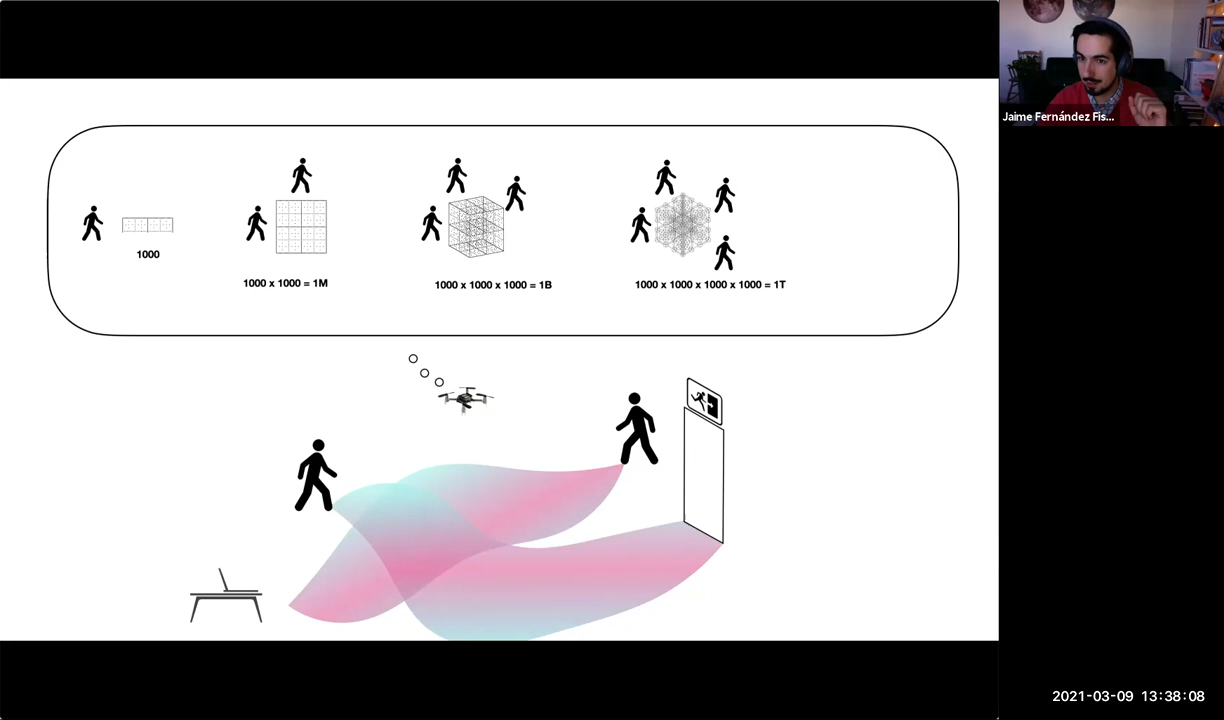 Jaime Fernández Fis...
1000
1000 x 1000 = 1M
1000 x 1000 x 1000 = 1B
1000 x 1000 x 1000 x 1000 = 1T
2021-03-09 13:38:08